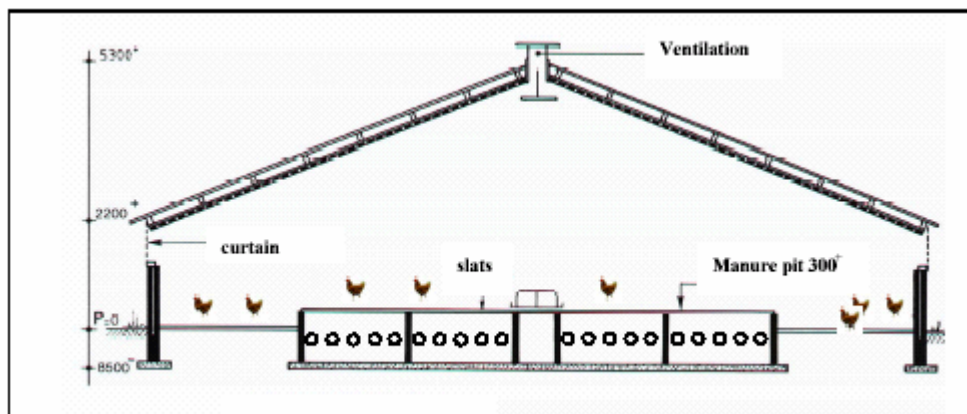 5300+
Ventilation
2200+
curtain
slats
Manure pit 300+
P=0
8500-